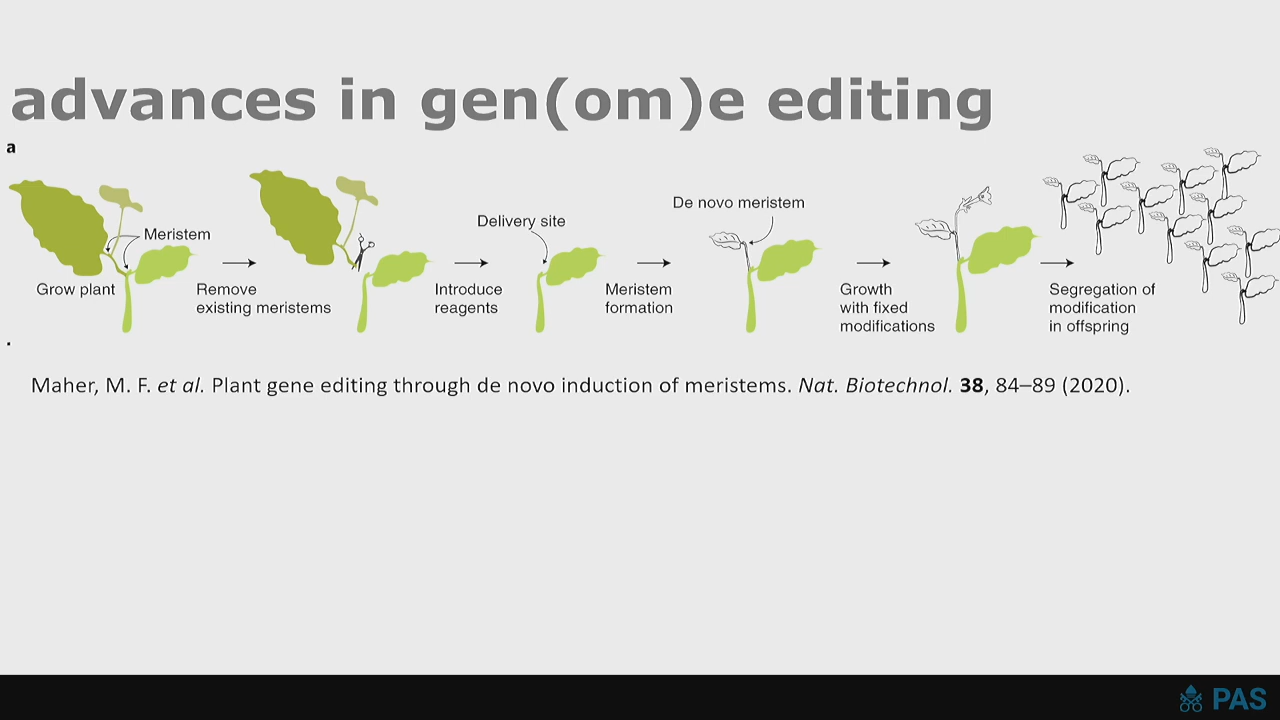 advances in gen(om)e editing
a
Meristem
Grow plant
Remove
existing meristems
Delivery site
Introduce
reagents
De novo meristem
Meristem
formation
Growth
with fixed
modifications
Segregation of
modification
in offspring
Maher, M. F. et al. Plant gene editing through de novo induction of meristems. Nat. Biotechnol. 38, 84–89 (2020).
PAS